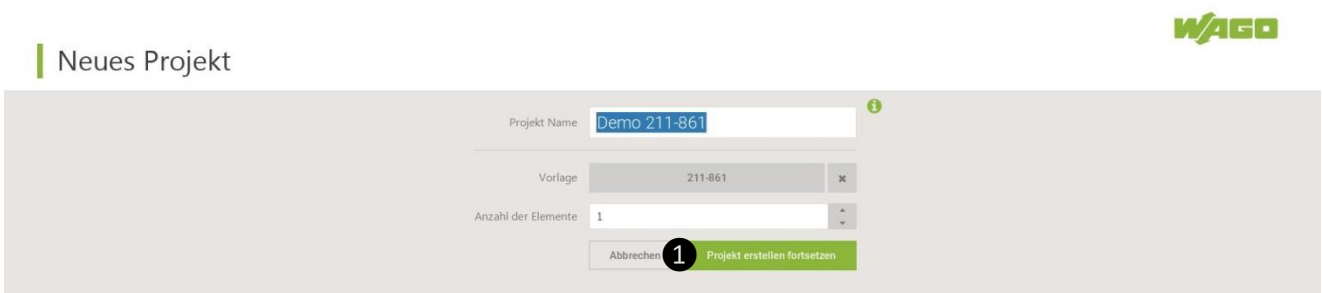 WAGO
Neues Projekt
Projekt Name Demo 211-861
Vorlage 211-861
Anzahl der Elemente 1
Abbrechen 1 Projekt erstellen fortsetzen